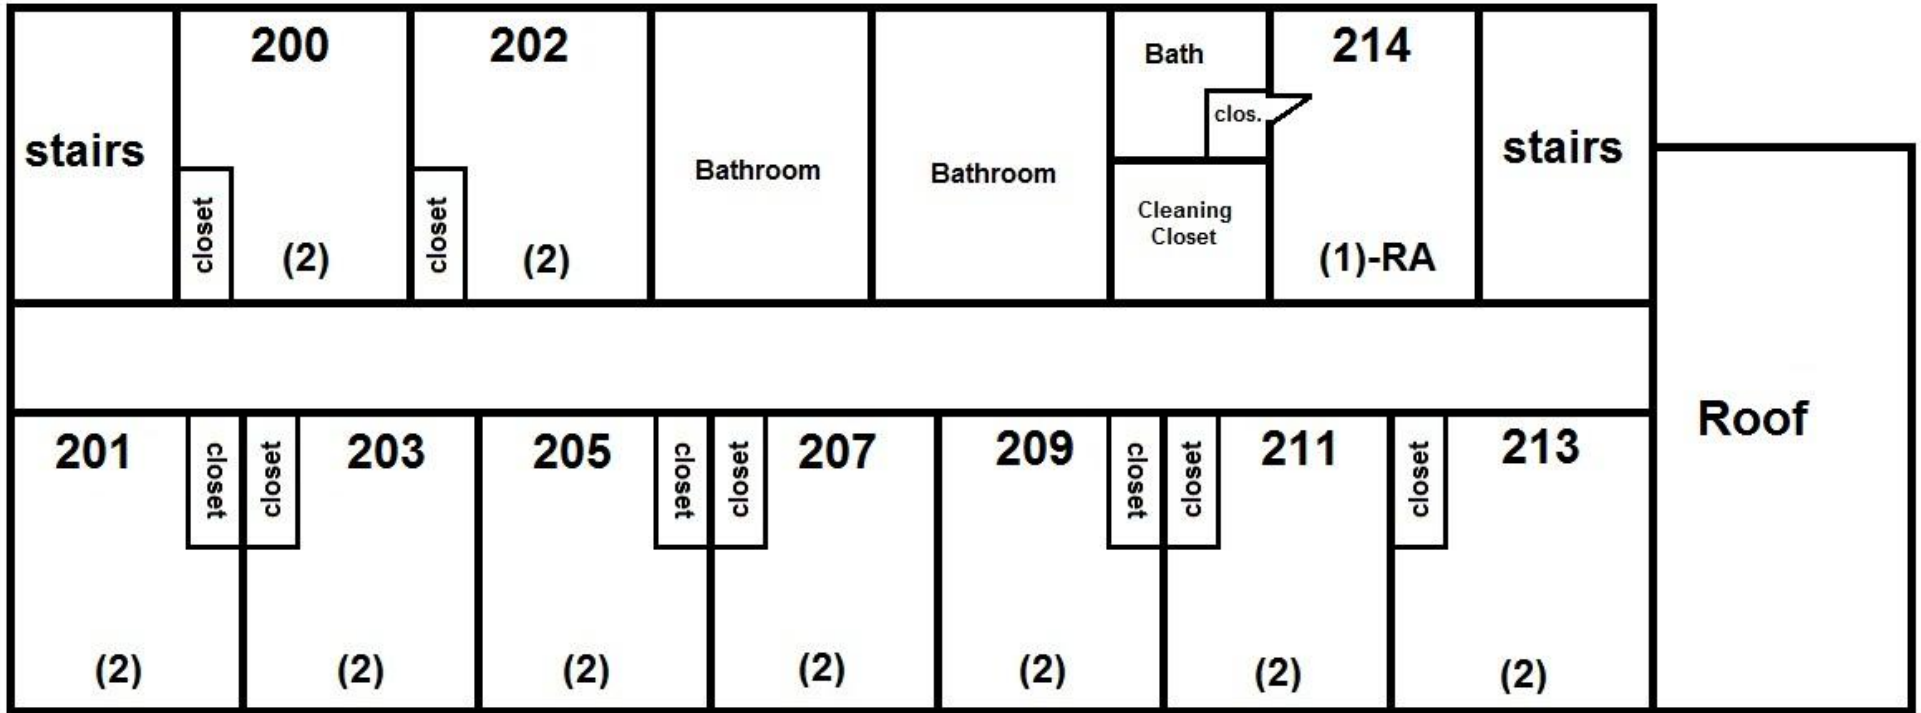 200
202
Bath
214
clos.
stairs
stairs
Bathroom
Bathroom
closet
closet
Cleaning
Closet
(2)
(2)
(1)-RA
Roof
201
closet
closet
203
205
closet
closet
207
209
closet
closet
211
closet
213
(2)
(2)
(2)
(2)
(2)
(2)
(2)